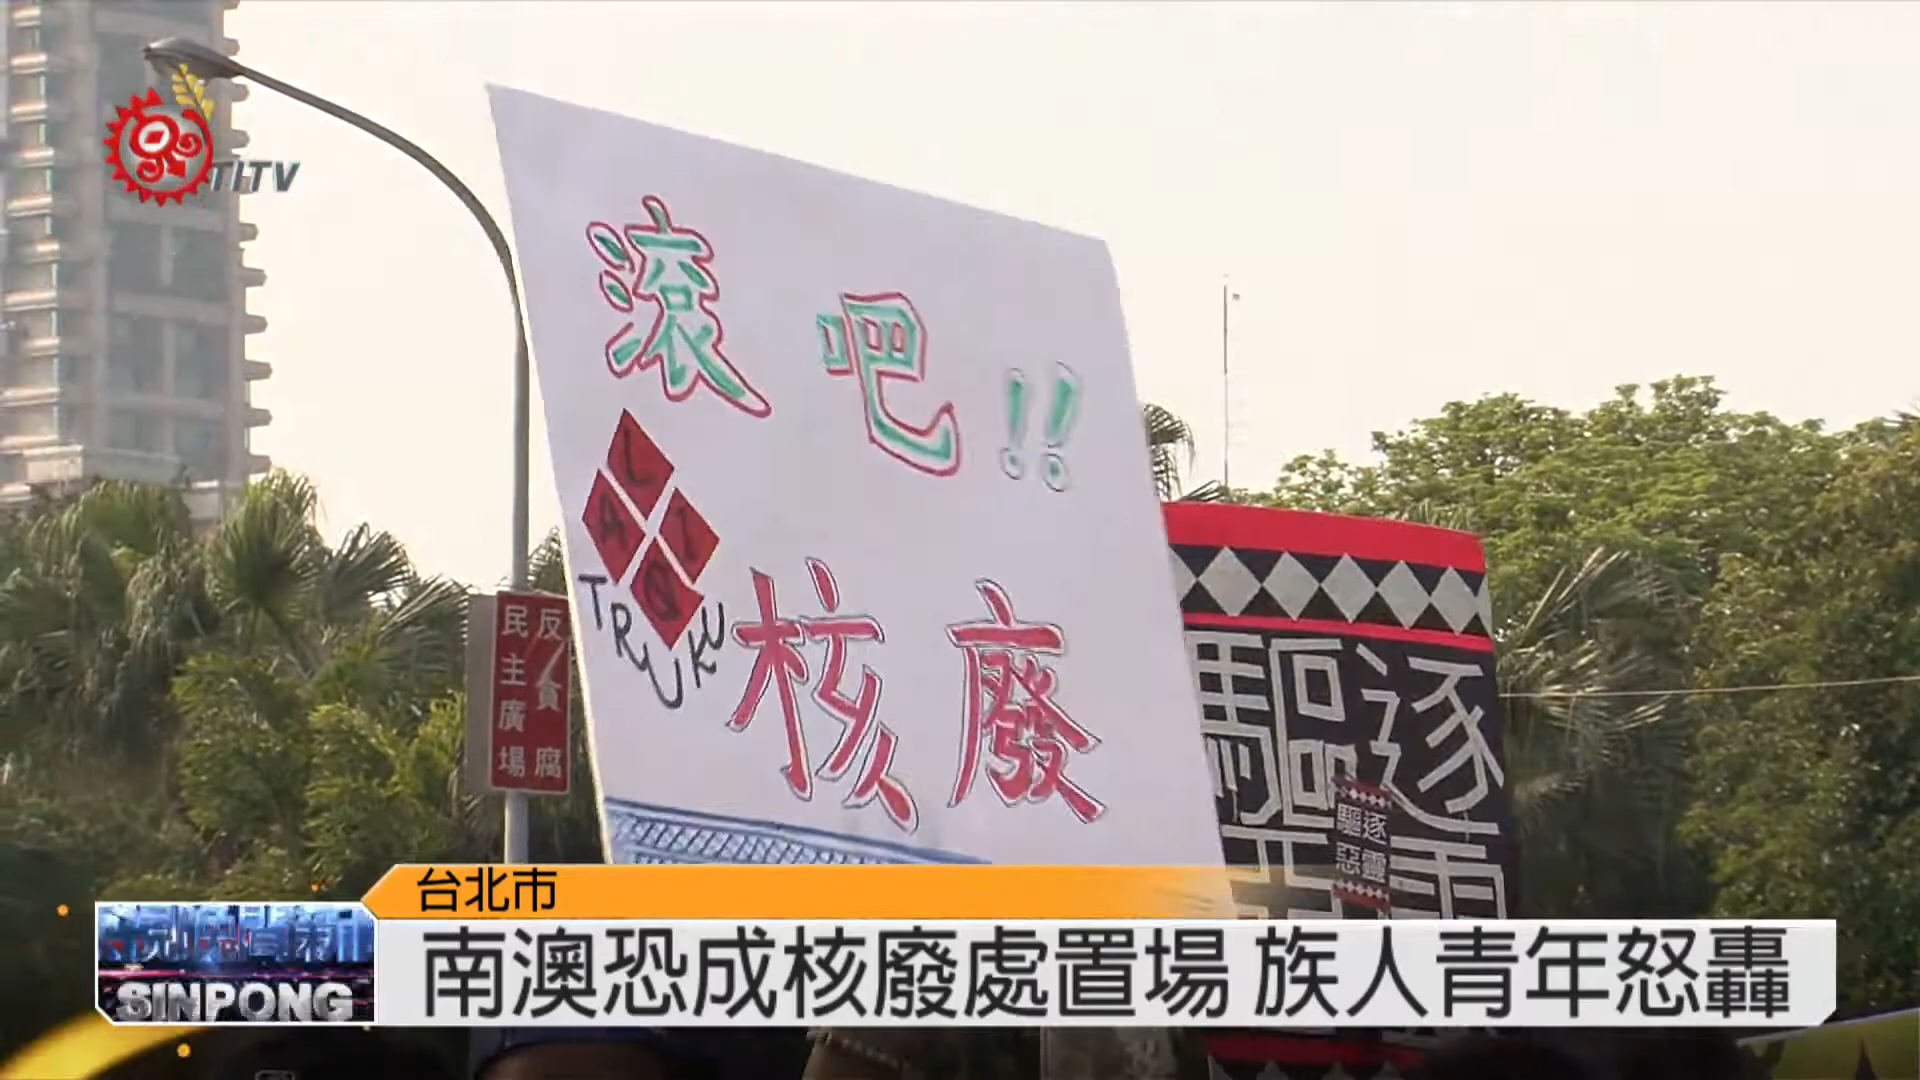 TITV
滾吧!!
ALIQ
TRUKU
核廢
反貪腐
民主廣場
驅逐
驅逐
惡靈
台北市
南澳恐成核廢處置場 族人青年怒轟
SINPONG